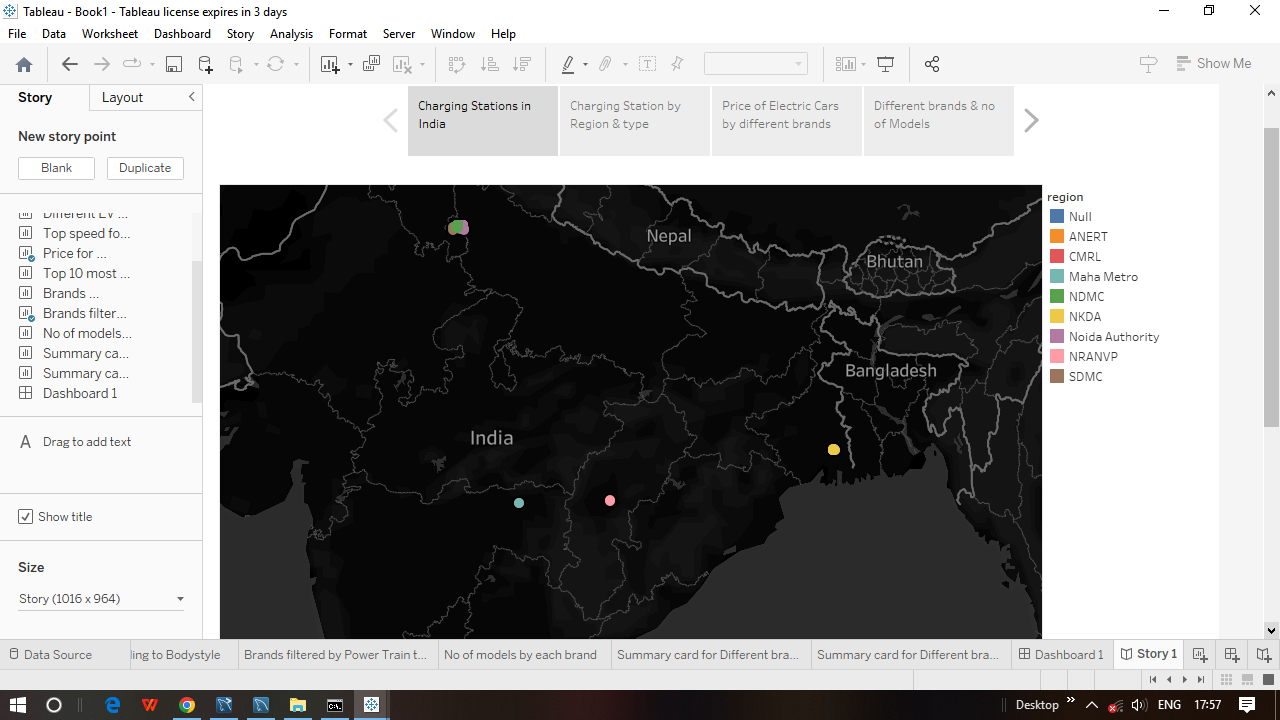 Tableau - Book1 - Tableau license expires in 3 days
File Data Worksheet Dashboard Story Analysis Format Server Window Help
Show Me
Story Layout
New story point
Blank Duplicate
Different EV ...
Top speed fo...
Price for ...
Top 10 most ...
Brands ...
Brands filter...
No of models...
Summary ca...
Summary ca...
Dashboard 1
A Drag to add text
Show title
Size
Story (1016 x 964)
Charging Stations in
India
Charging Station by
Region & type
Price of Electric Cars
by different brands
Different brands & no
of Models
Nepal
Bhutan
Bangladesh
India
region
Null
ANERT
CMRL
Maha Metro
NDMC
NKDA
Noida Authority
NRANVP
SDMC
Data Source ling to Bodystyle Brands filtered by Power Train t... No of models by each brand Summary card for Different bra... Summary card for Different bra... Dashboard 1 Story 1
Desktop ENG 17:57